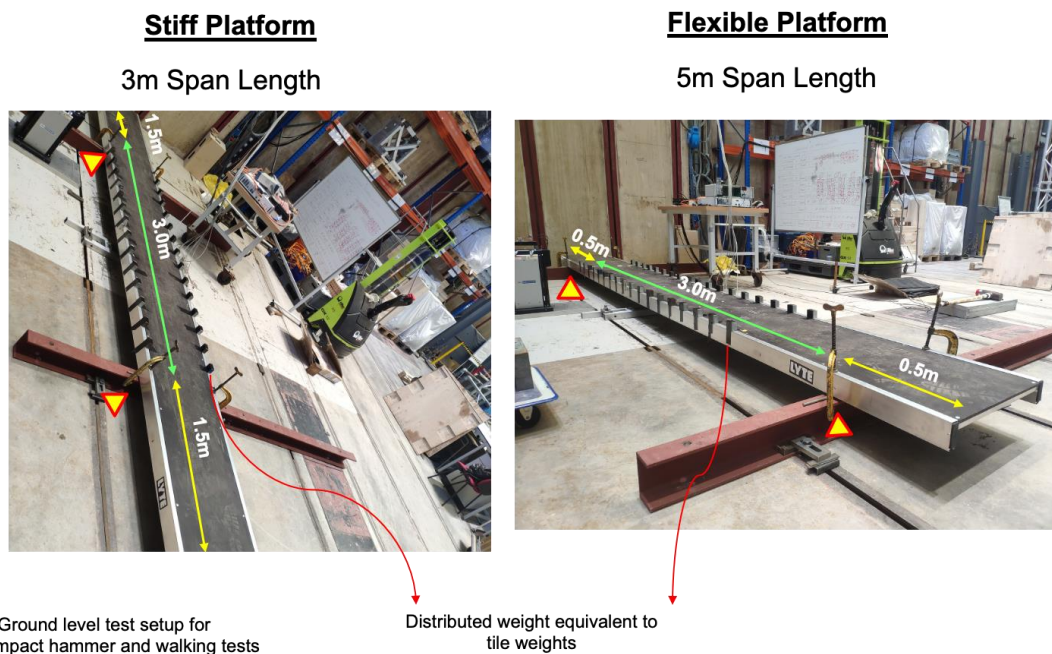 Stiff Platform
3m Span Length
Flexible Platform
5m Span Length
1.5m
3.0m
1.5m
LYTE
0.5m
3.0m
0.5m
LYTE
Ground level test setup for
mpact hammer and walking tests
Distributed weight equivalent to
tile weights